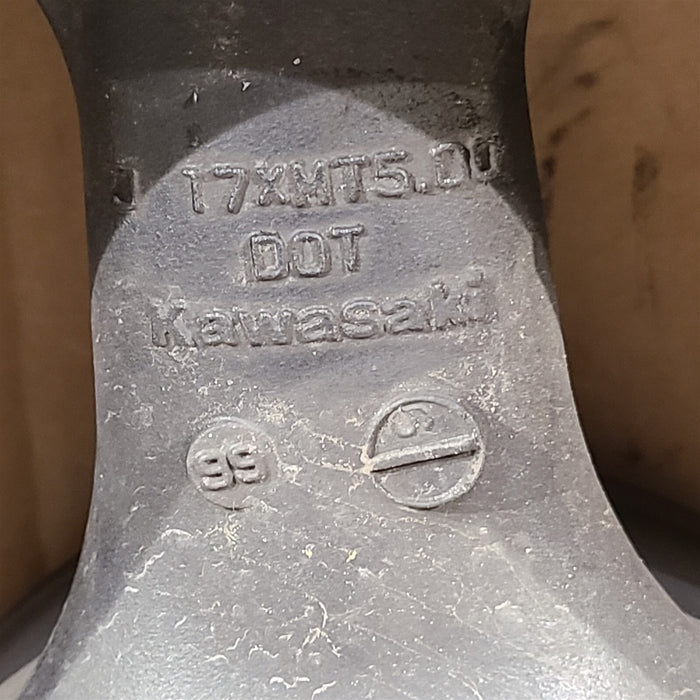 J 17XMT5.00
DOT
Kawasaki
99